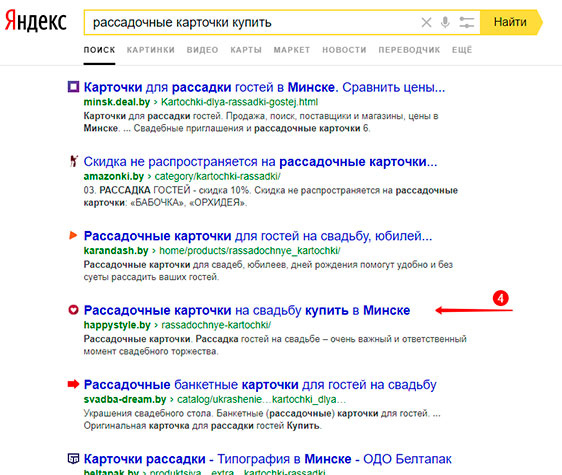 Яндекс
рассадочные карточки купить
Найти
ПОИСК КАРТИНКИ ВИДЕО КАРТЫ МАРКЕТ НОВОСТИ ПЕРЕВОДЧИК ЕЩЁ
Карточки для рассадки гостей в Минске. Сравнить цены...
minsk.deal.by › Kartochki-dlya-rassadki-gostej.html
Карточки для рассадки гостей. Продажа, поиск, поставщики и магазины, цены в
Минске. ... Свадебные приглашения и рассадочные карточки 6.
Скидка не распространяется на рассадочные карточки...
amazonki.by › category/kartochki-rassadki/
03. РАССАДКА ГОСТЕЙ - скидка 10%. Скидка не распространяется на рассадочные
карточки: «БАБОЧКА», «ОРХИДЕЯ».
Рассадочные карточки для гостей на свадьбу, юбилей...
karandash.by › home/products/rassadochnye_kartochki/
Рассадочные карточки для свадеб, юбилеев, дней рождения помогут удобно и без
суеты рассадить ваших гостей.
Рассадочные карточки на свадьбу купить в Минске
4
happystyle.by › rassadochnye-kartochki/
Рассадочные карточки. Рассадка гостей на свадьбе – очень важный и ответственный
момент свадебного торжества.
Рассадочные банкетные карточки для гостей на свадьбу
svadba-dream.by › catalog/ukrashenie…kartochki_dlya…
Украшения свадебного стола. Банкетные (рассадочные) карточки для гостей. ...
Оригинальная карточка для рассадки гостей Купить.
Карточки рассадки - Типография в Минске - ОДО Белтапак
beltapak.by › produktsiya…extra…kartochki-rassadki